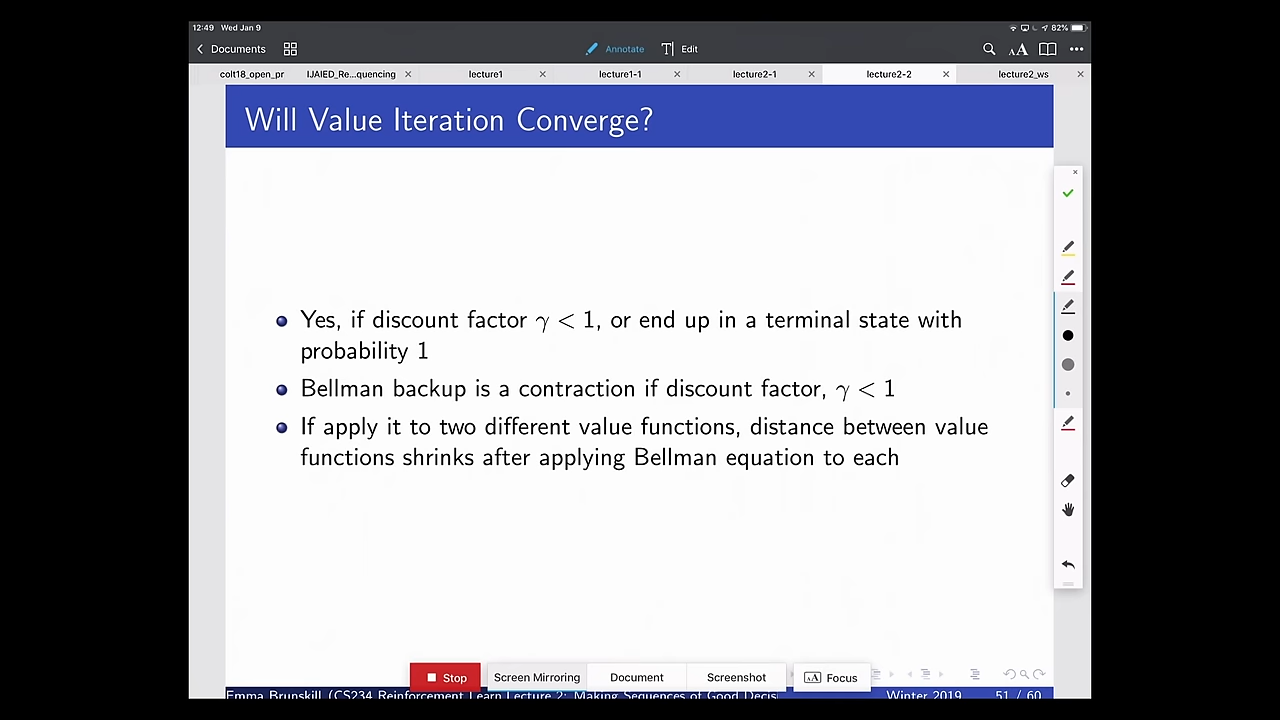 12:49 Wed Jan 9
82%
Documents
Annotate
Edit
AA
colt18_open_pr
IJAIED_Re...quencing
lecture1
lecture1-1
lecture2-1
lecture2-2
lecture2_ws
Will Value Iteration Converge?
Yes, if discount factor γ < 1, or end up in a terminal state with
probability 1
Bellman backup is a contraction if discount factor, γ < 1
If apply it to two different value functions, distance between value
functions shrinks after applying Bellman equation to each
Stop
Screen Mirroring
Document
Screenshot
AA Focus
Emma Brunskill (CS234 Reinforcement Learn Lecture 2: Making Sequences of Good Decis
Winter 2019
51 / 60